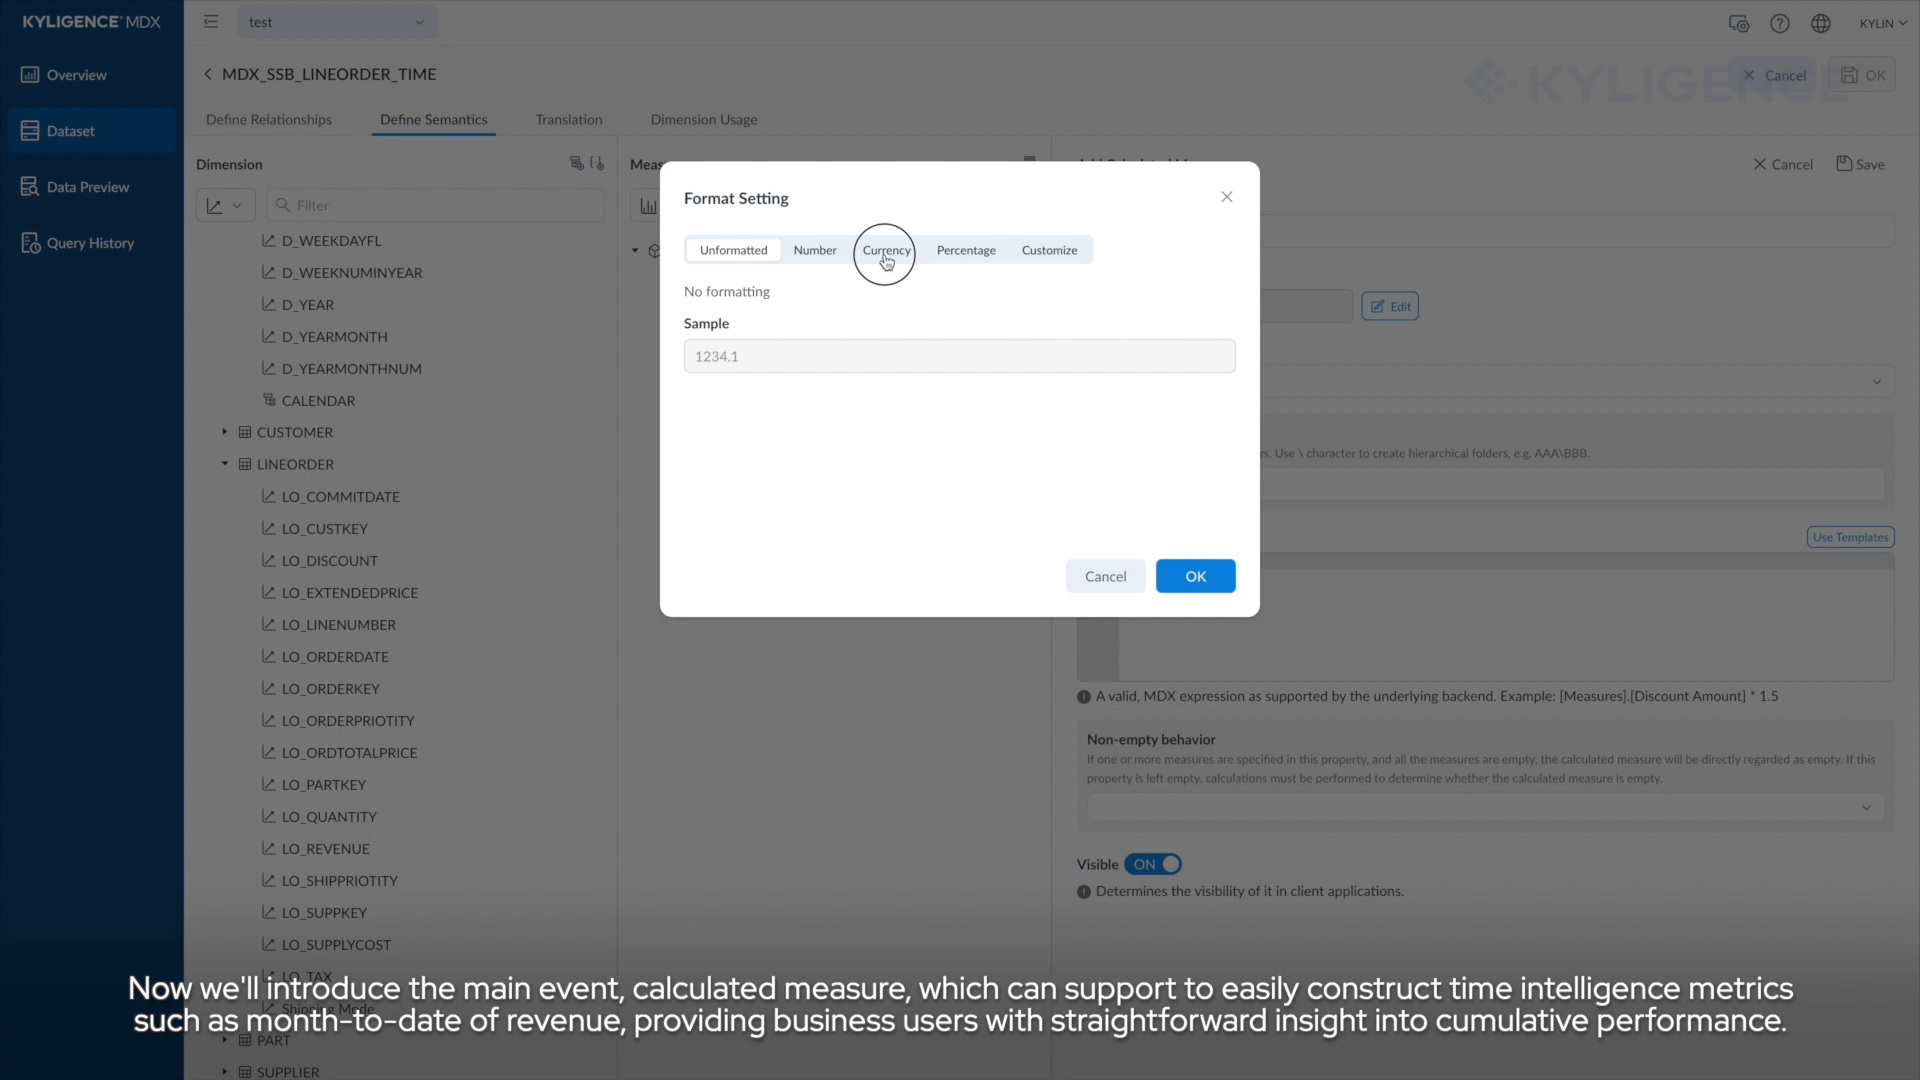 KYLIGENCE® MDX
test
KYLIN
Overview
Dataset
Data Preview
Query History
MDX_SSB_LINEORDER_TIME
KYLIGENCE
Cancel
OK
Define Relationships
Define Semantics
Translation
Dimension Usage
Dimension
Filter
D_WEEKDAYFL
D_WEEKNUMINYEAR
D_YEAR
D_YEARMONTH
D_YEARMONTHNUM
CALENDAR
CUSTOMER
LINEORDER
LO_COMMITDATE
LO_CUSTKEY
LO_DISCOUNT
LO_EXTENDEDPRICE
LO_LINENUMBER
LO_ORDERDATE
LO_ORDERKEY
LO_ORDERPRIOTITY
LO_ORDTOTALPRICE
LO_PARTKEY
LO_QUANTITY
LO_REVENUE
LO_SHIPPRIOTITY
LO_SUPPKEY
LO_SUPPLYCOST
LO_TAX
Shipping Mode
PART
SUPPLIER
Meas
Format Setting
Unformatted
Number
Currency
Percentage
Customize
No formatting
Sample
1234.1
Cancel
OK
Cancel
Save
Edit
rs. Use \ character to create hierarchical folders, e.g. AAA\BBB.
Use Templates
A valid, MDX expression as supported by the underlying backend. Example: [Measures].[Discount Amount] * 1.5
Non-empty behavior
If one or more measures are specified in this property, and all the measures are empty, the calculated measure will be directly regarded as empty. If this
property is left empty, calculations must be performed to determine whether the calculated measure is empty.
Visible
ON
Determines the visibility of it in client applications.
Now we'll introduce the main event, calculated measure, which can support to easily construct time intelligence metrics
such as month-to-date of revenue, providing business users with straightforward insight into cumulative performance.